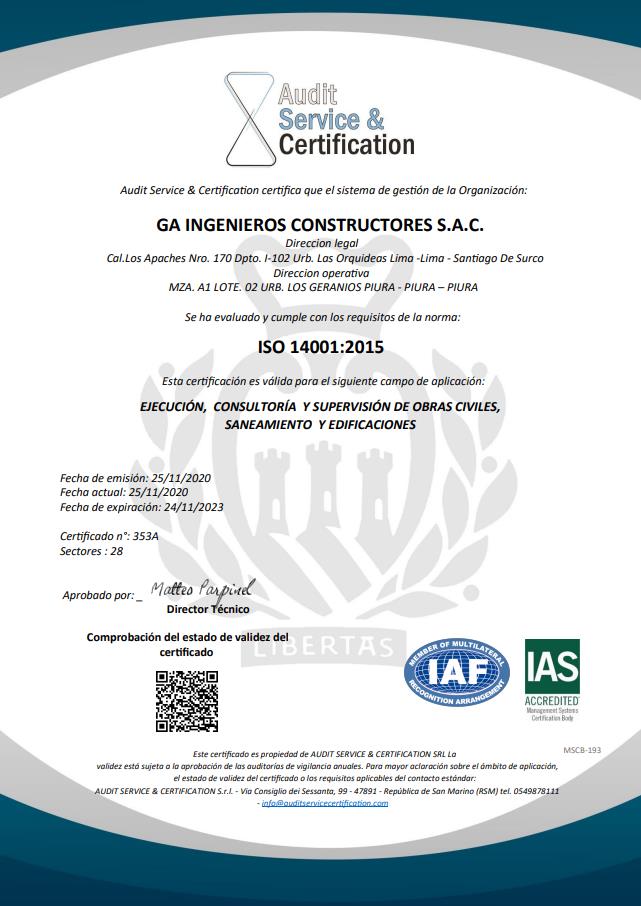 Audit
Service &
Certification
Audit Service & Certification certifica que el sistema de gestión de la Organización:
GA INGENIEROS CONSTRUCTORES S.A.C.
Direccion legal
Cal.Los Apaches Nro. 170 Dpto. I-102 Urb. Las Orquideas Lima -Lima - Santiago De Surco
Direccion operativa
MZA. A1 LOTE. 02 URB. LOS GERANIOS PIURA - PIURA – PIURA
Se ha evaluado y cumple con los requisitos de la norma:
ISO 14001:2015
Esta certificación es válida para el siguiente campo de aplicación:
EJECUCIÓN, CONSULTORÍA Y SUPERVISIÓN DE OBRAS CIVILES,
SANEAMIENTO Y EDIFICACIONES
Fecha de emisión: 25/11/2020
Fecha actual: 25/11/2020
Fecha de expiración: 24/11/2023
Certificado n°: 353A
Sectores : 28
Aprobado por: _ Matteo Parpinel
Director Técnico
LIBERTAS
Comprobación del estado de validez del
certificado
MEMBER OF MULTILATERAL
IAF
RECOGNITION ARRANGEMENT
IAS
ACCREDITED
Management Systems
Certification Body
MSCB-193
Este certificado es propiedad de AUDIT SERVICE & CERTIFICATION SRL La
validez está sujeta a la aprobación de las auditorías de vigilancia anuales. Para mayor aclaración sobre el ámbito de aplicación,
el estado de validez del certificado o los requisitos aplicables del contacto estándar:
AUDIT SERVICE & CERTIFICATION S.r.l. - Via Consiglio dei Sessanta, 99 - 47891 - República de San Marino (RSM) tel. 0549878111
- info@auditservicecertification.com